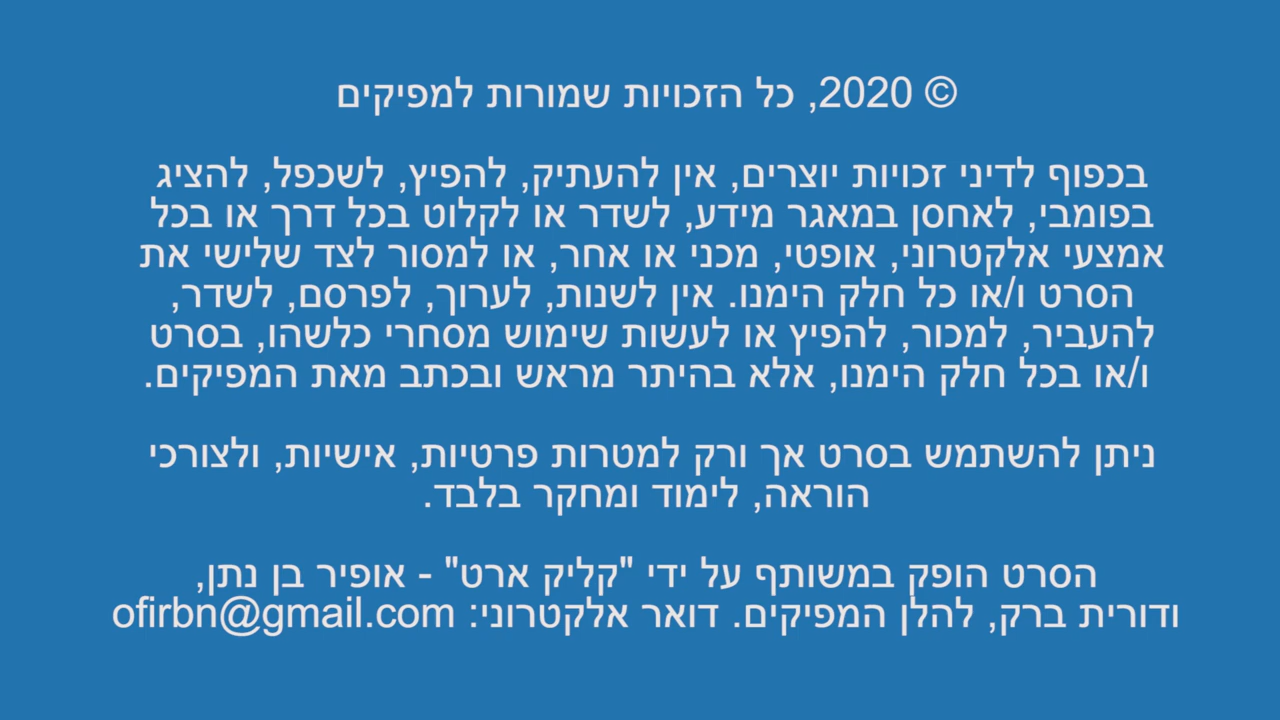 © 2020, כל הזכויות שמורות למפיקים
בכפוף לדיני זכויות יוצרים, אין להעתיק, להפיץ, לשכפל, להציג
בפומבי, לאחסן במאגר מידע, לשדר או לקלוט בכל דרך או בכל
אמצעי אלקטרוני, אופטי, מכני או אחר, או למסור לצד שלישי את
הסרט ו/או כל חלק הימנו. אין לשנות, לערוך, לפרסם, לשדר,
להעביר, למכור, להפיץ או לעשות שימוש מסחרי כלשהו, בסרט
ו/או בכל חלק הימנו, אלא בהיתר מראש ובכתב מאת המפיקים.
ניתן להשתמש בסרט אך ורק למטרות פרטיות, אישיות, ולצורכי
הוראה, לימוד ומחקר בלבד.
הסרט הופק במשותף על ידי "קליק ארט" - אופיר בן נתן,
ודורית ברק, להלן המפיקים. דואר אלקטרוני: ofirbn@gmail.com